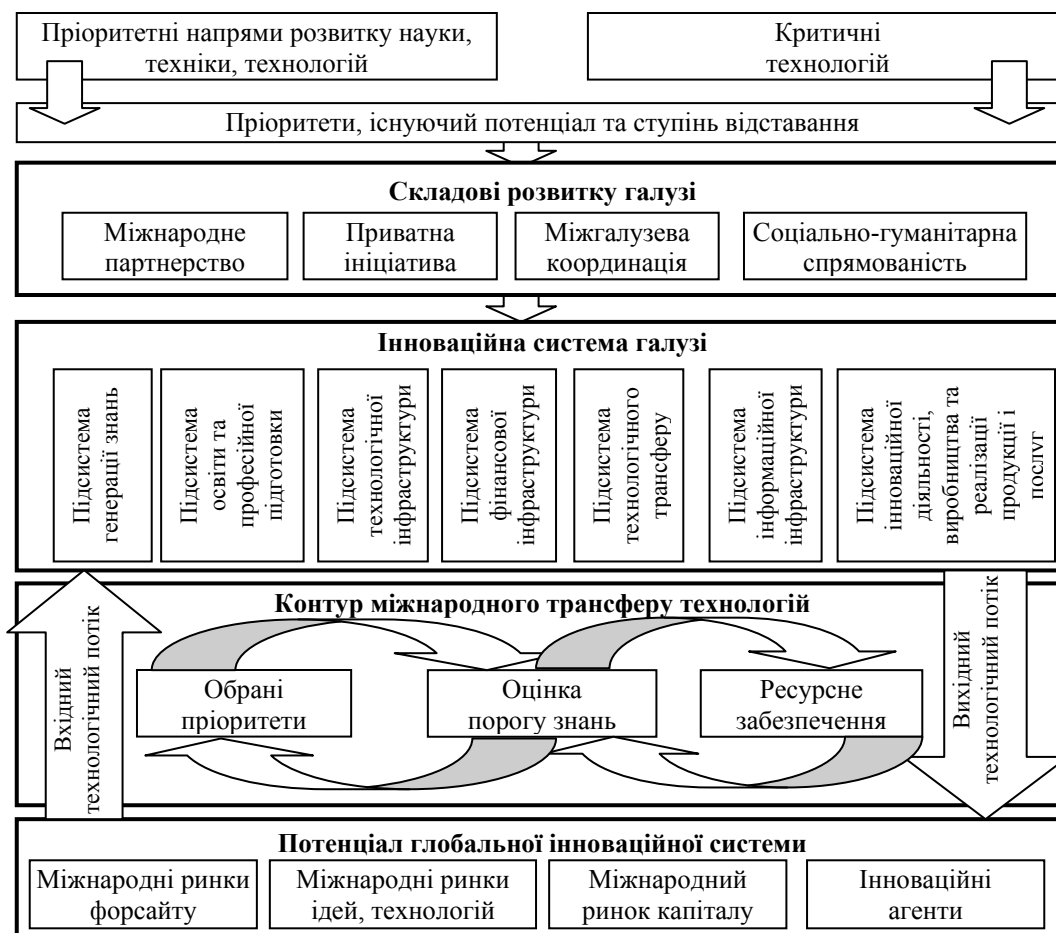 Пріоритетні напрями розвитку науки,
техніки, технологій
Критичні
технологій
Пріоритети, існуючий потенціал та ступінь відставання
Складові розвитку галузі
Міжнародне
партнерство
Приватна
ініціатива
Міжгалузева
координація
Соціально-гуманітарна
спрямованість
Інноваційна система галузі
Підсистема
генерації знань
Підсистема
освіти та
професійної
підготовки
Підсистема
технологічної
інфраструктури
Підсистема
фінансової
інфраструктури
Підсистема
технологічного
трансферу
Підсистема
інформаційної
інфраструктури
Підсистема
інноваційної
діяльності,
виробництва та
реалізації
продукції і
послуг
Контур міжнародного трансферу технологій
Вхідний
технологічний потік
Обрані
пріоритети
Оцінка
порогу знань
Ресурсне
забезпечення
Вихідний
технологічний потік
Потенціал глобальної інноваційної системи
Міжнародні ринки
форсайту
Міжнародні ринки
ідей, технологій
Міжнародний
ринок капіталу
Інноваційні
агенти